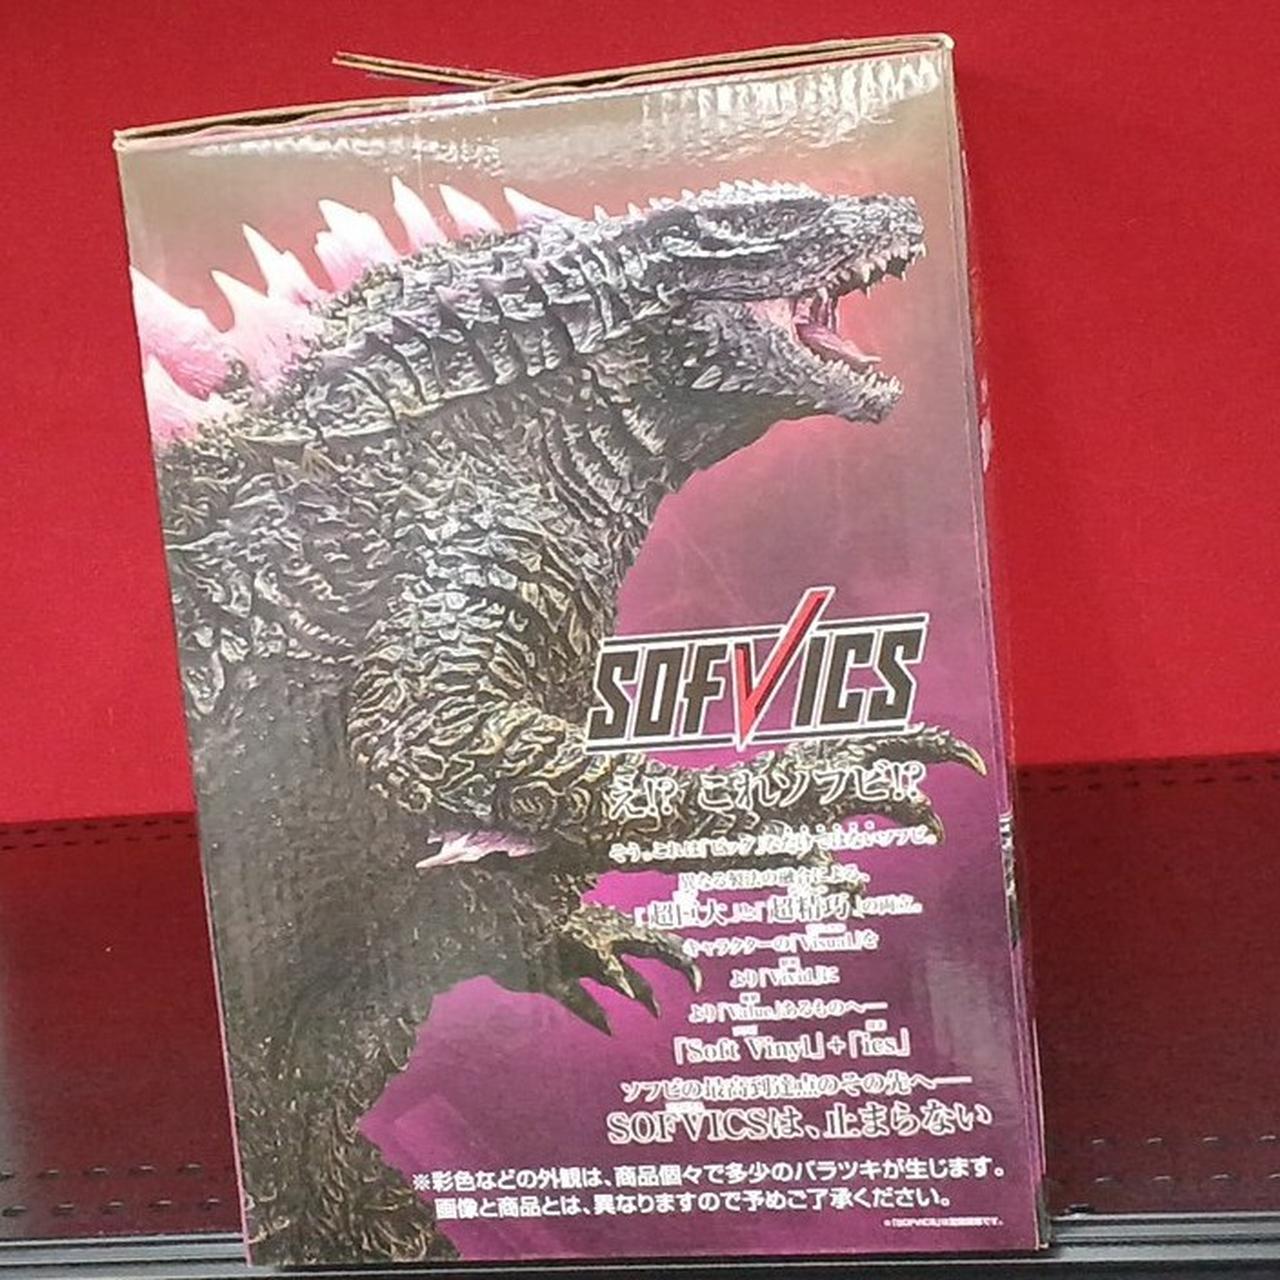 SOFVICS
え!? これソフビ!?
そう。これは「ビッグ」なだけではないソフビ。
異なる製法の融合による、
「超巨大」と「超精巧」の両立。
キャラクターの「Visual」を
より「Vivid」に
より「Value」あるものへ──
「Soft Vinyl」+「ics」
ソフビの最高到達点のその先へ──
SOFVICSは、止まらない
※彩色などの外観は、商品個々で多少のバラツキが生じます。
画像と商品とは、異なりますので予めご了承ください。